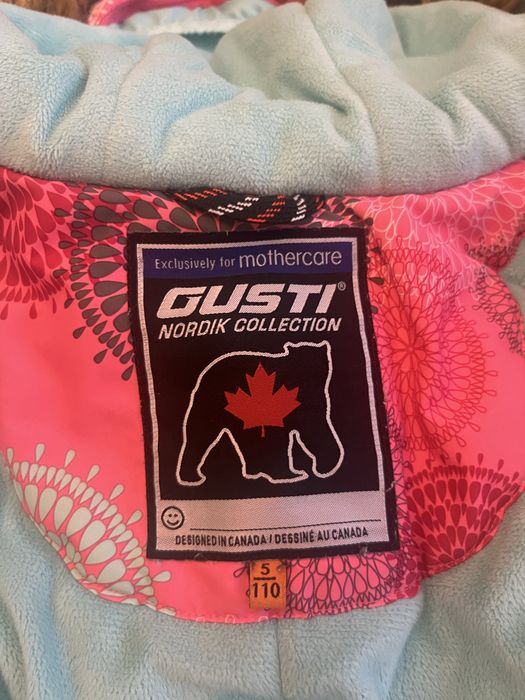 Exclusively for mothercare
GUSTI®
NORDIK COLLECTION
DESIGNED IN CANADA / DESSINÉ AU CANADA
5
110